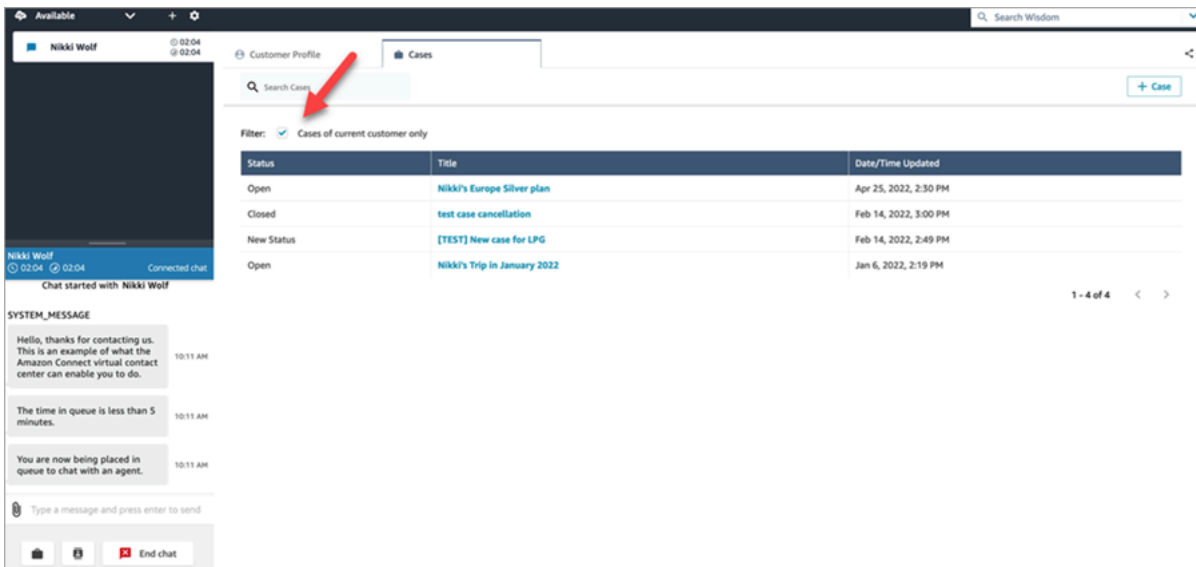 Available
Search Wisdom
Nikki Wolf
02:04
02:04
Customer Profile
Cases
Search Cases
+ Case
Filter: Cases of current customer only
Status Title Date/Time Updated
Open Nikki's Europe Silver plan Apr 25, 2022, 2:30 PM
Closed test case cancellation Feb 14, 2022, 3:00 PM
New Status [TEST] New case for LPG Feb 14, 2022, 2:49 PM
Open Nikki's Trip in January 2022 Jan 6, 2022, 2:19 PM
1 - 4 of 4
Nikki Wolf
02:04 02:04 Connected chat
Chat started with Nikki Wolf
SYSTEM_MESSAGE
Hello, thanks for contacting us.
This is an example of what the
Amazon Connect virtual contact
center can enable you to do.
10:11 AM
The time in queue is less than 5
minutes.
10:11 AM
You are now being placed in
queue to chat with an agent.
10:11 AM
Type a message and press enter to send
End chat